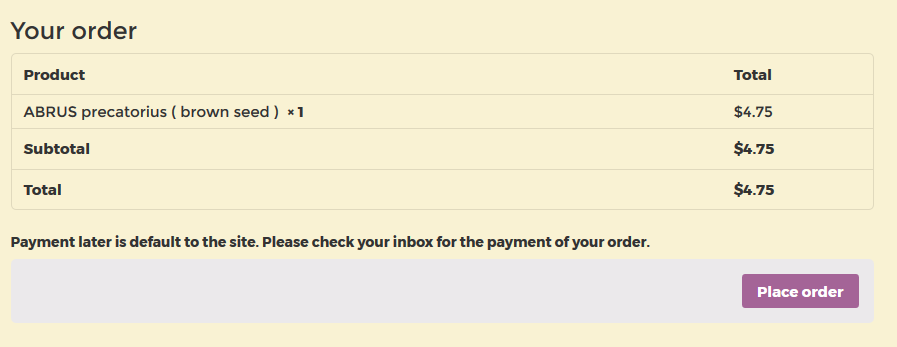 Your order
Product Total
ABRUS precatorius ( brown seed ) × 1 $4.75
Subtotal $4.75
Total $4.75
Payment later is default to the site. Please check your inbox for the payment of your order.
Place order